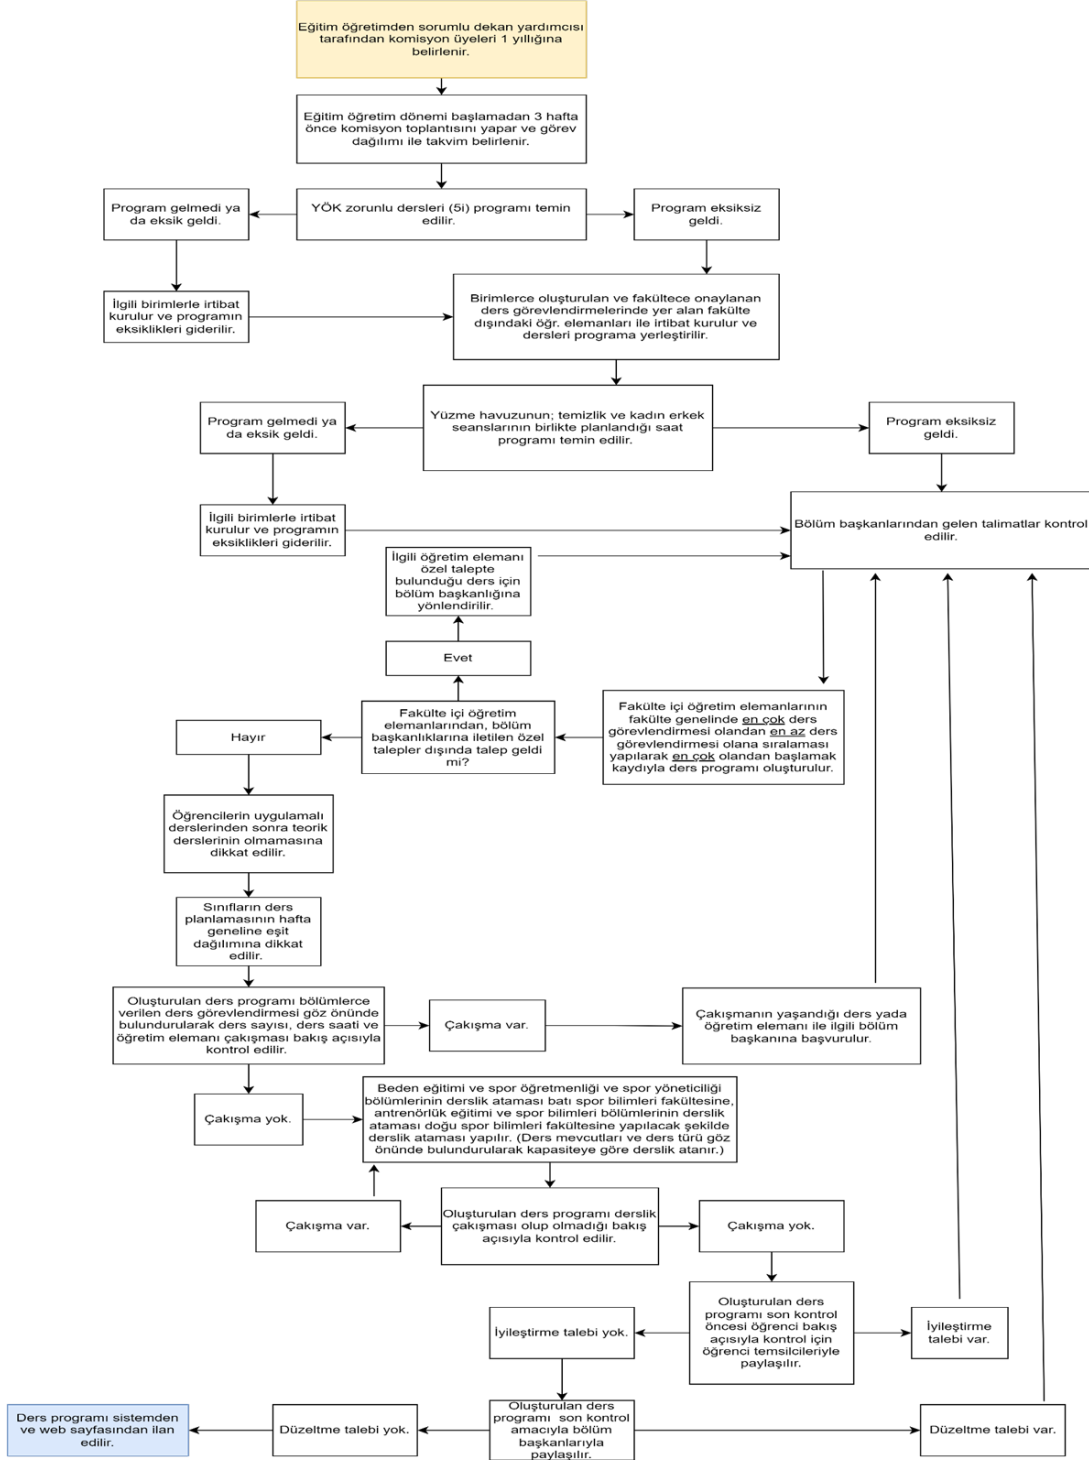 Eğitim öğretimden sorumlu dekan yardımcısı
tarafından komisyon üyeleri 1 yıllığına
belirlenir.
Eğitim öğretim dönemi başlamadan 3 hafta
önce komisyon toplantısını yapar ve görev
dağılımı ile takvim belirlenir.
Program gelmedi ya
da eksik geldi.
YÖK zorunlu dersleri (5i) programı temin
edilir.
Program eksiksiz
geldi.
İlgili birimlerle irtibat
kurulur ve programın
eksiklikleri giderilir.
Birimlerce oluşturulan ve fakültece onaylanan
ders görevlendirmelerinde yer alan fakülte
dışındaki öğr. elemanları ile irtibat kurulur ve
dersleri programa yerleştirilir.
Program gelmedi ya
da eksik geldi.
Yüzme havuzunun; temizlik ve kadın erkek
seanslarının birlikte planlandığı saat
programı temin edilir.
Program eksiksiz
geldi.
İlgili birimlerle irtibat
kurulur ve programın
eksiklikleri giderilir.
Bölüm başkanlarından gelen talimatlar kontrol
edilir.
İlgili öğretim elemanı
özel talepte
bulunduğu ders için
bölüm başkanlığına
yönlendirilir.
Evet
Hayır
Fakülte içi öğretim
elemanlarından, bölüm
başkanlıklarına iletilen özel
talepler dışında talep geldi
mi?
Fakülte içi öğretim elemanlarının
fakülte genelinde en çok ders
görevlendirmesi olandan en az ders
görevlendirmesi olana sıralaması
yapılarak en çok olandan başlamak
kaydıyla ders programı oluşturulur.
Öğrencilerin uygulamalı
derslerinden sonra teorik
derslerinin olmamasına
dikkat edilir.
Sınıfların ders
planlamasının hafta
geneline eşit
dağılımına dikkat
edilir.
Oluşturulan ders programı bölümlerce
verilen ders görevlendirmesi göz önünde
bulundurularak ders sayısı, ders saati ve
öğretim elemanı çakışması bakış açısıyla
kontrol edilir.
Çakışma var.
Çakışmanın yaşandığı ders yada
öğretim elemanı ile ilgili bölüm
başkanına başvurulur.
Çakışma yok.
Beden eğitimi ve spor öğretmenliği ve spor yöneticiliği
bölümlerinin derslik ataması batı spor bilimleri fakültesine,
antrenörlük eğitimi ve spor bilimleri bölümlerinin derslik
ataması doğu spor bilimleri fakültesine yapılacak şekilde
derslik ataması yapılır. (Ders mevcutları ve ders türü göz
önünde bulundurularak kapasiteye göre derslik atanır.)
Çakışma var.
Oluşturulan ders programı derslik
çakışması olup olmadığı bakış
açısıyla kontrol edilir.
Çakışma yok.
İyileştirme talebi yok.
Oluşturulan ders
programı son kontrol
öncesi öğrenci bakış
açısıyla kontrol için
öğrenci temsilcileriyle
paylaşılır.
İyileştirme
talebi var.
Ders programı sistemden
ve web sayfasından ilan
edilir.
Düzeltme talebi yok.
Oluşturulan ders
programı son kontrol
amacıyla bölüm
başkanlarıyla
paylaşılır.
Düzeltme talebi var.